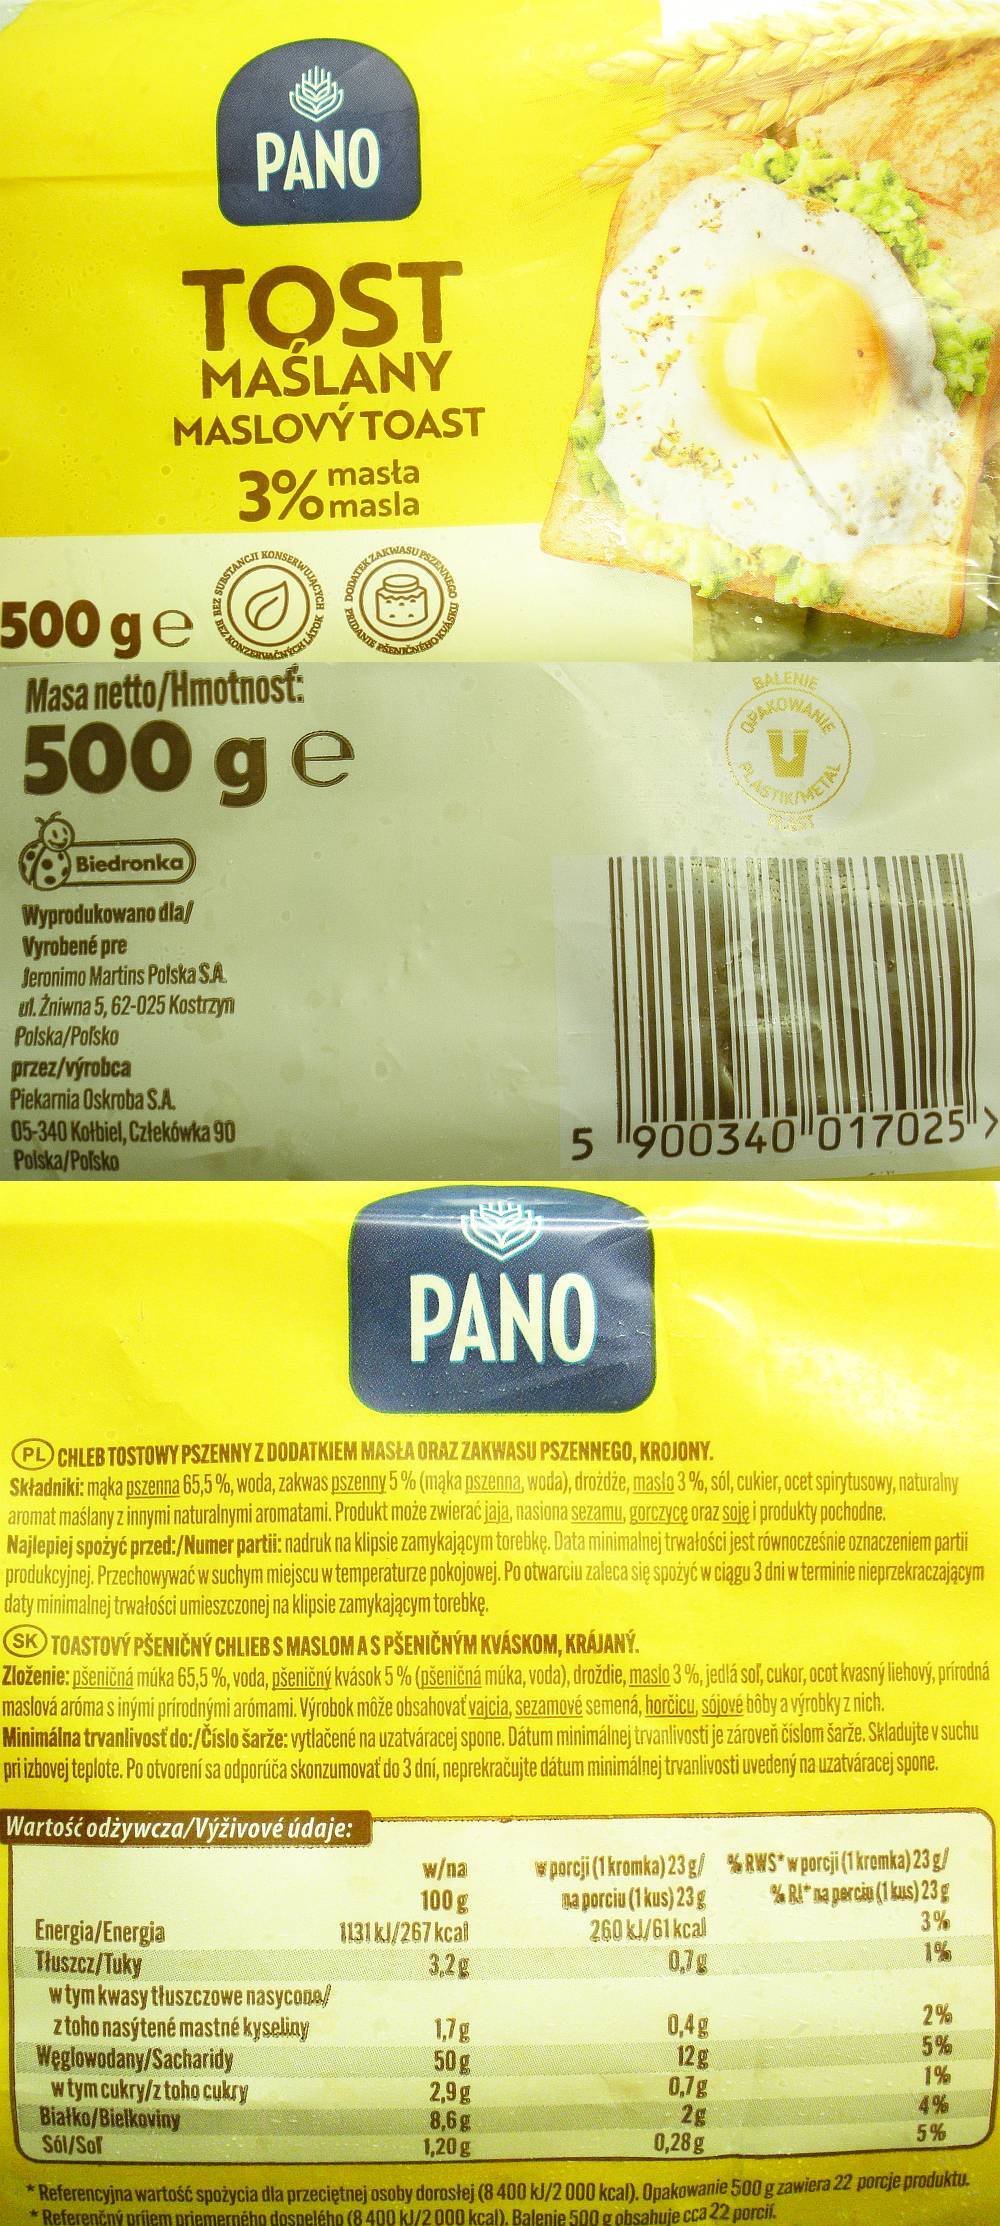 PANO
TOST
MAŚLANY
MASLOVÝ TOAST
3% masła
masla
500 g e
BEZ SUBSTANCJI KONSERWUJĄCYCH
BEZ KONZERVAČNÝCH LÁTOK
DODATEK ZAKWASU PSZENNEGO
PRIDANIE PŠENIČNÉHO KVÁSKU
Masa netto/Hmotnosť:
500 g e
BALENIE
OPAKOWANIE
PLASTIK/METAL
PLAST
Biedronka
Wyprodukowano dla/
Vyrobené pre
Jeronimo Martins Polska S.A.
ul. Żniwna 5, 62-025 Kostrzyn
Polska/Poľsko
przez/výrobca
Piekarnia Oskroba S.A.
05-340 Kołbiel, Człekówka 90
Polska/Poľsko
5 900340 017025 >
PANO
PL CHLEB TOSTOWY PSZENNY Z DODATKIEM MASŁA ORAZ ZAKWASU PSZENNEGO, KROJONY.
Składniki: mąka pszenna 65,5 %, woda, zakwas pszenny 5 % (mąka pszenna, woda), drożdże, masło 3 %, sól, cukier, ocet spirytusowy, naturalny
aromat maślany z innymi naturalnymi aromatami. Produkt może zwierać jaja, nasiona sezamu, gorczycę oraz soję i produkty pochodne.
Najlepiej spożyć przed:/Numer partii: nadruk na klipsie zamykającym torebkę. Data minimalnej trwałości jest równocześnie oznaczeniem partii
produkcyjnej. Przechowywać w suchym miejscu w temperaturze pokojowej. Po otwarciu zaleca się spożyć w ciągu 3 dni w terminie nieprzekraczającym
daty minimalnej trwałości umieszczonej na klipsie zamykającym torebkę.
SK TOASTOVÝ PŠENIČNÝ CHLIEB S MASLOM A S PŠENIČNÝM KVÁSKOM, KRÁJANÝ.
Zloženie: pšeničná múka 65,5 %, voda, pšeničný kvások 5 % (pšeničná múka, voda), droždie, maslo 3 %, jedlá soľ, cukor, ocot kvasný liehový, prírodná
maslová aróma s inými prírodnými arómami. Výrobok môže obsahovať vajcia, sezamové semená, horčicu, sójové bôby a výrobky z nich.
Minimálna trvanlivosť do:/Číslo šarže: vytlačené na uzatváracej spone. Dátum minimálnej trvanlivosti je zároveň číslom šarže. Skladujte v suchu
pri izbovej teplote. Po otvorení sa odporúča skonzumovať do 3 dní, neprekračujte dátum minimálnej trvanlivosti uvedený na uzatváracej spone.
Wartość odżywcza/Výživové údaje:
w/na w porcji (1 kromka) 23 g/ % RWS* w porcji (1 kromka) 23 g/
100 g na porciu (1 kus) 23 g % RI* na porciu (1 kus) 23 g
Energia/Energia 1131 kJ/267 kcal 260 kJ/61 kcal 3%
Tłuszcz/Tuky 3,2 g 0,7 g 1%
w tym kwasy tłuszczowe nasycone/
z toho nasýtené mastné kyseliny 1,7 g 0,4 g 2%
Węglowodany/Sacharidy 50 g 12 g 5%
w tym cukry/z toho cukry 2,9 g 0,7 g 1%
Białko/Bielkoviny 8,6 g 2 g 4%
Sól/Soľ 1,20 g 0,28 g 5%
* Referencyjna wartość spożycia dla przeciętnej osoby dorosłej (8 400 kJ/2 000 kcal). Opakowanie 500 g zawiera 22 porcje produktu.
* Referenčný príjem priemerného dospelého (8 400 kJ/2 000 kcal). Balenie 500 g obsahuje cca 22 porcií.